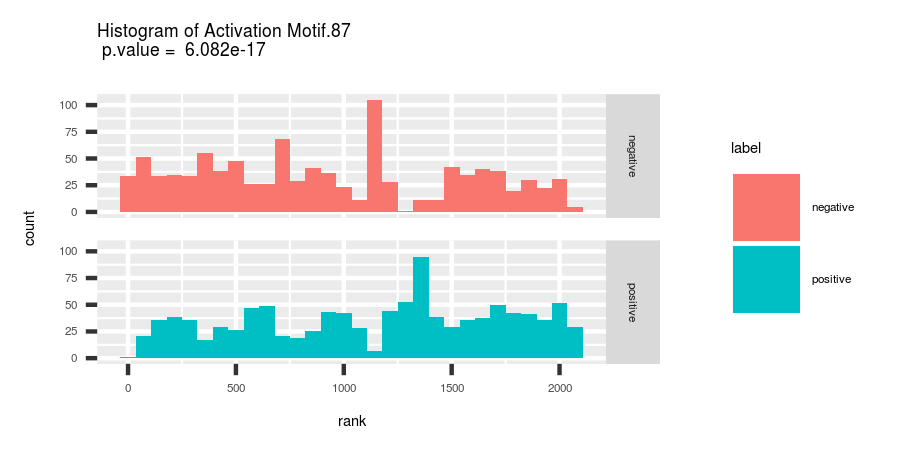 Histogram of Activation Motif.87
p.value = 6.082e-17
count
100
75
50
25
0
negative
100
75
50
25
0
positive
0 500 1000 1500 2000
rank
label
negative
positive